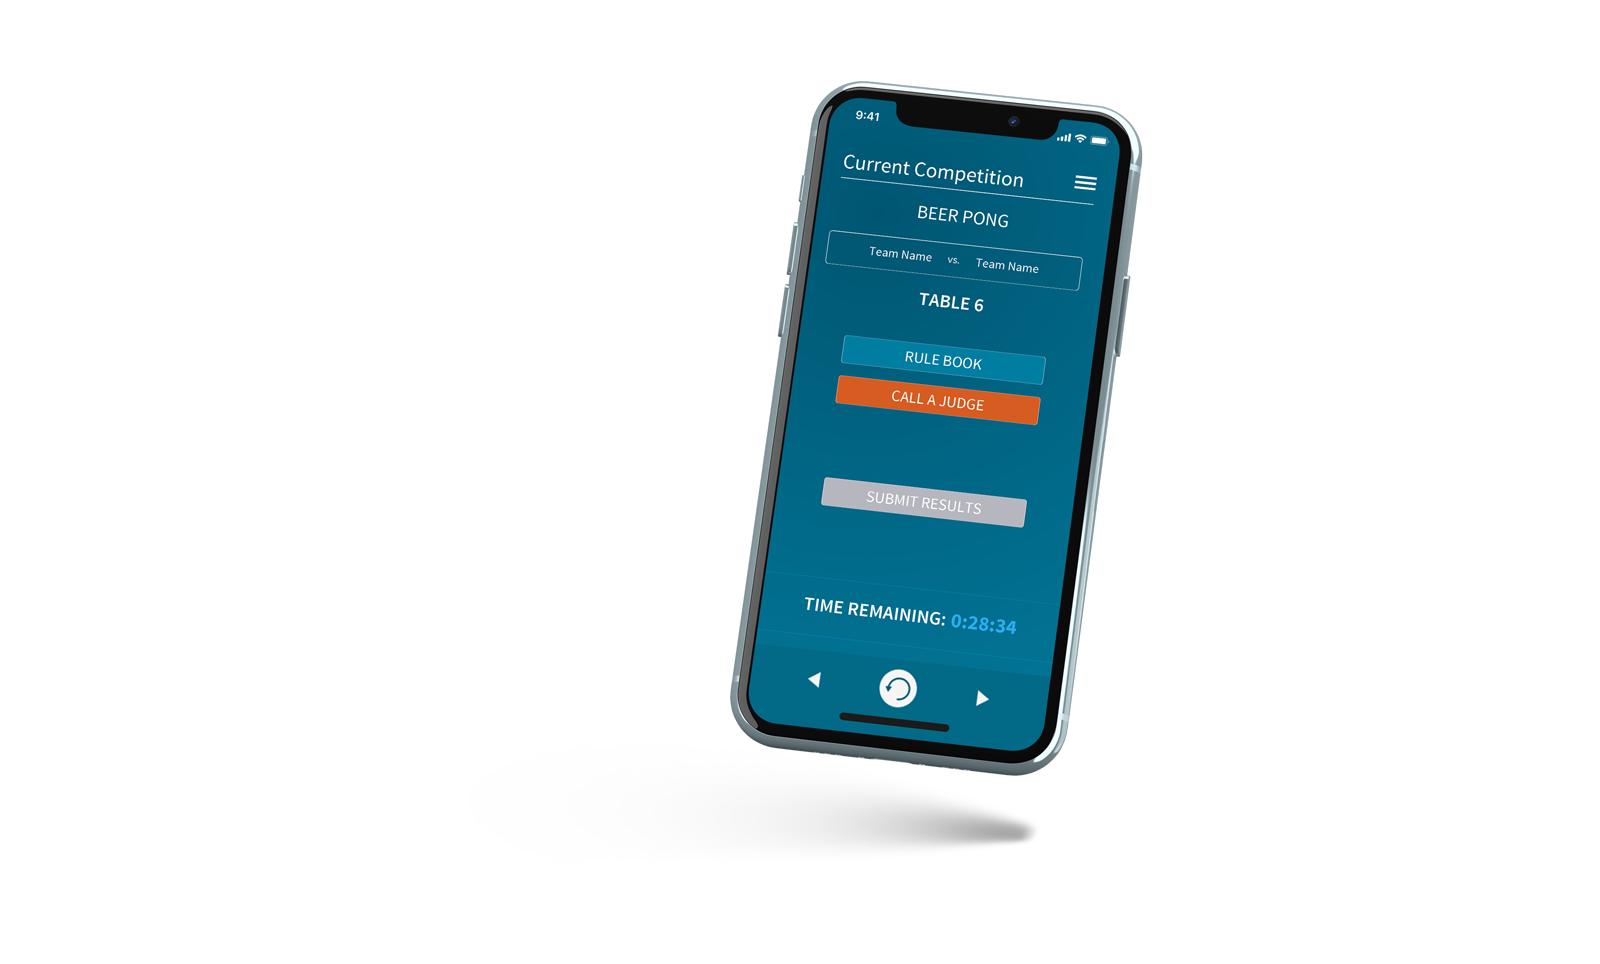 9:41
Current Competition
BEER PONG
Team Name vs. Team Name
TABLE 6
RULE BOOK
CALL A JUDGE
SUBMIT RESULTS
TIME REMAINING: 0:28:34